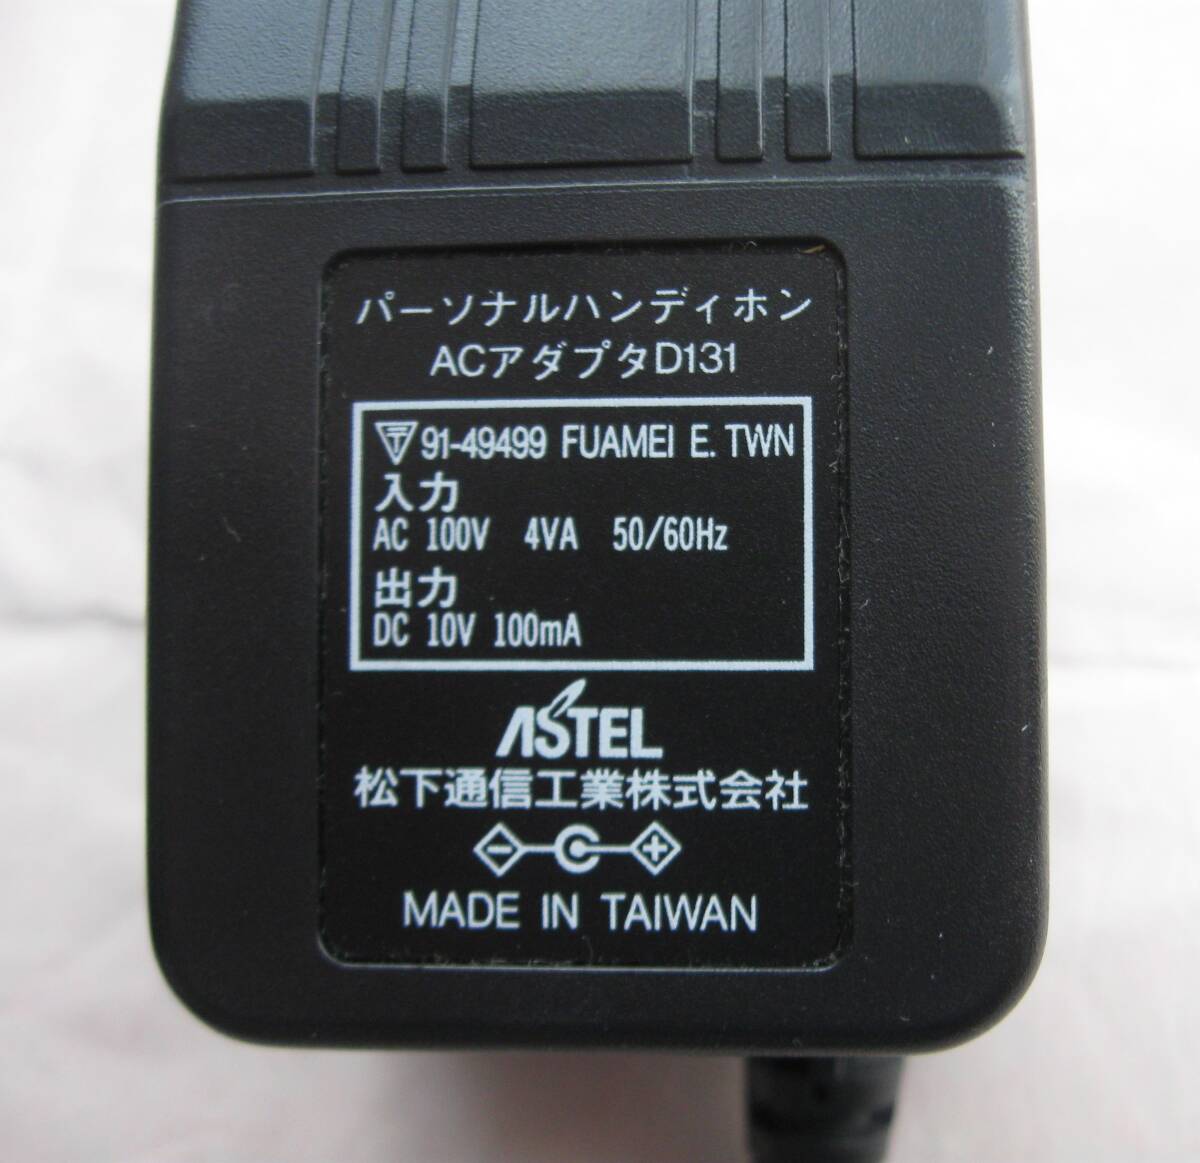 パーソナルハンディホン
ACアダプタD131
〒91-49499 FUAMEI E. TWN
入力
AC 100V 4VA 50/60Hz
出力
DC 10V 100mA
ASTEL
松下通信工業株式会社
MADE IN TAIWAN